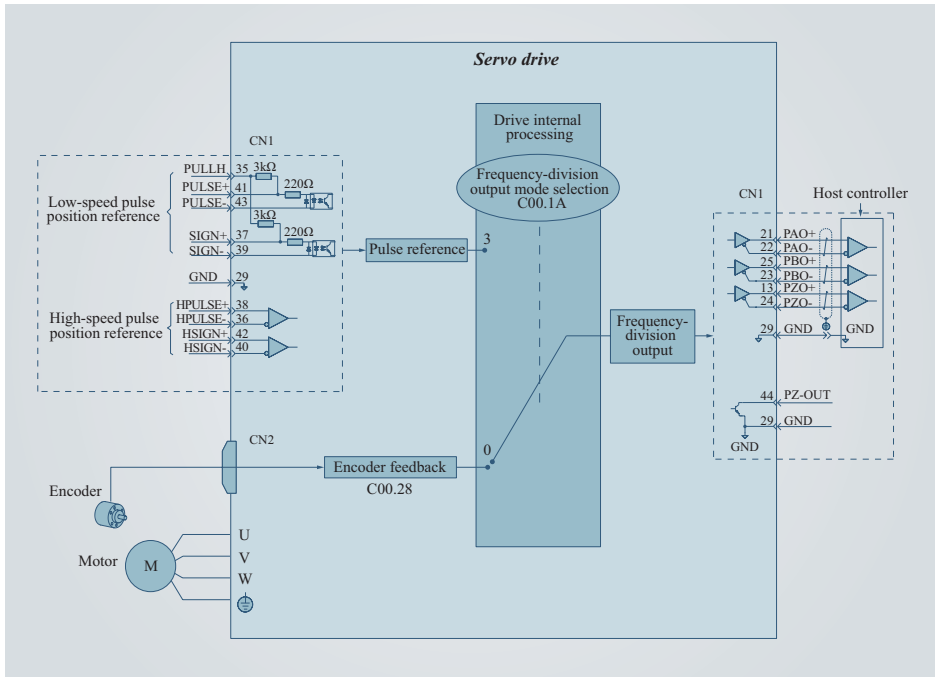 Servo drive
Drive internal
processing
Frequency-division
output mode selection
C00.1A
CN1
Low-speed pulse
position reference
PULLH 35
3kΩ
PULSE+ 41
220Ω
PULSE- 43
3kΩ
SIGN+ 37
220Ω
SIGN- 39
GND 29
High-speed pulse
position reference
HPULSE+ 38
HPULSE- 36
HSIGN+ 42
HSIGN- 40
Pulse reference
3
CN2
Encoder
Encoder feedback
C00.28
0
Motor
M
U
V
W
Frequency-
division
output
CN1
Host controller
21 PAO+
22 PAO-
25 PBO+
23 PBO-
13 PZO+
24 PZO-
29 GND
GND
44 PZ-OUT
29 GND
GND